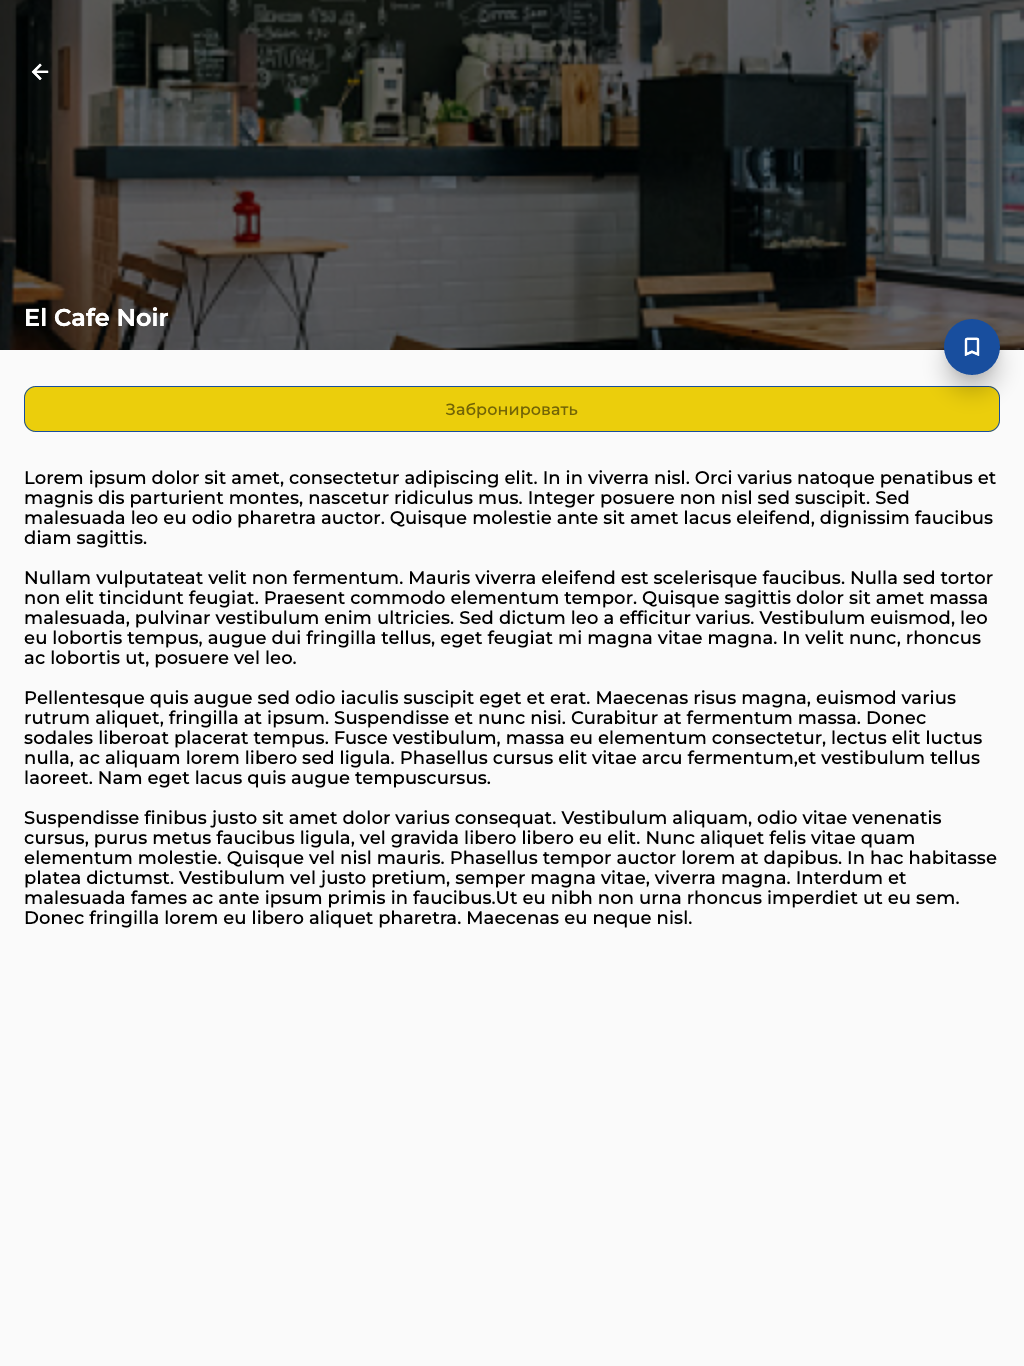 El Cafe Noir
Забронировать
Lorem ipsum dolor sit amet, consectetur adipiscing elit. In in viverra nisl. Orci varius natoque penatibus et
magnis dis parturient montes, nascetur ridiculus mus. Integer posuere non nisl sed suscipit. Sed
malesuada leo eu odio pharetra auctor. Quisque molestie ante sit amet lacus eleifend, dignissim faucibus
diam sagittis.
Nullam vulputateat velit non fermentum. Mauris viverra eleifend est scelerisque faucibus. Nulla sed tortor
non elit tincidunt feugiat. Praesent commodo elementum tempor. Quisque sagittis dolor sit amet massa
malesuada, pulvinar vestibulum enim ultricies. Sed dictum leo a efficitur varius. Vestibulum euismod, leo
eu lobortis tempus, augue dui fringilla tellus, eget feugiat mi magna vitae magna. In velit nunc, rhoncus
ac lobortis ut, posuere vel leo.
Pellentesque quis augue sed odio iaculis suscipit eget et erat. Maecenas risus magna, euismod varius
rutrum aliquet, fringilla at ipsum. Suspendisse et nunc nisi. Curabitur at fermentum massa. Donec
sodales liberoat placerat tempus. Fusce vestibulum, massa eu elementum consectetur, lectus elit luctus
nulla, ac aliquam lorem libero sed ligula. Phasellus cursus elit vitae arcu fermentum,et vestibulum tellus
laoreet. Nam eget lacus quis augue tempuscursus.
Suspendisse finibus justo sit amet dolor varius consequat. Vestibulum aliquam, odio vitae venenatis
cursus, purus metus faucibus ligula, vel gravida libero libero eu elit. Nunc aliquet felis vitae quam
elementum molestie. Quisque vel nisl mauris. Phasellus tempor auctor lorem at dapibus. In hac habitasse
platea dictumst. Vestibulum vel justo pretium, semper magna vitae, viverra magna. Interdum et
malesuada fames ac ante ipsum primis in faucibus.Ut eu nibh non urna rhoncus imperdiet ut eu sem.
Donec fringilla lorem eu libero aliquet pharetra. Maecenas eu neque nisl.